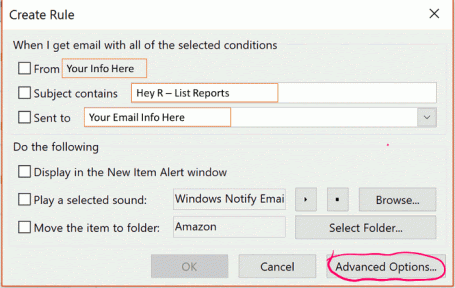 Create Rule
When I get email with all of the selected conditions
From Your Info Here
Subject contains Hey R – List Reports
Sent to Your Email Info Here
Do the following
Display in the New Item Alert window
Play a selected sound: Windows Notify Emai Browse...
Move the item to folder: Amazon Select Folder...
OK Cancel Advanced Options...